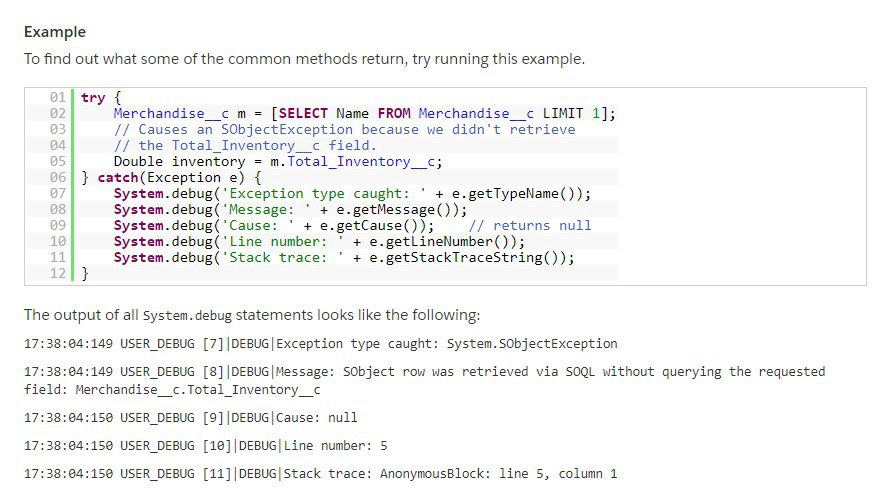 Example
To find out what some of the common methods return, try running this example.
01 try {
02     Merchandise__c m = [SELECT Name FROM Merchandise__c LIMIT 1];
03     // Causes an SObjectException because we didn't retrieve
04     // the Total_Inventory__c field.
05     Double inventory = m.Total_Inventory__c;
06 } catch(Exception e) {
07     System.debug('Exception type caught: ' + e.getTypeName());
08     System.debug('Message: ' + e.getMessage());
09     System.debug('Cause: ' + e.getCause());    // returns null
10     System.debug('Line number: ' + e.getLineNumber());
11     System.debug('Stack trace: ' + e.getStackTraceString());
12 }
The output of all System.debug statements looks like the following:
17:38:04:149 USER_DEBUG [7]|DEBUG|Exception type caught: System.SObjectException
17:38:04:149 USER_DEBUG [8]|DEBUG|Message: SObject row was retrieved via SOQL without querying the requested
field: Merchandise__c.Total_Inventory__c
17:38:04:150 USER_DEBUG [9]|DEBUG|Cause: null
17:38:04:150 USER_DEBUG [10]|DEBUG|Line number: 5
17:38:04:150 USER_DEBUG [11]|DEBUG|Stack trace: AnonymousBlock: line 5, column 1